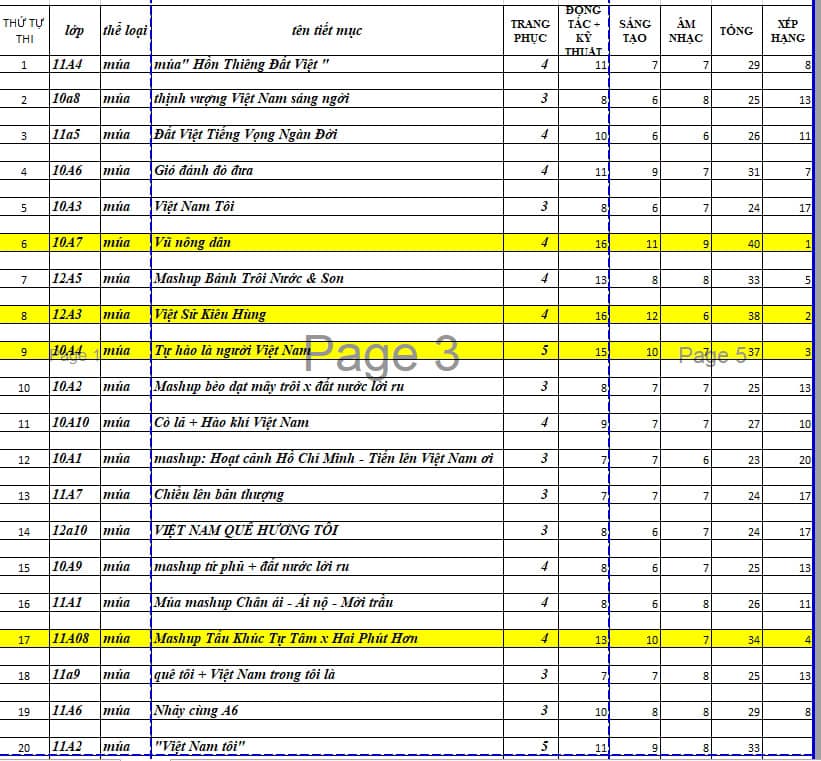 THỨ TỰ THI lớp thể loại tên tiết mục TRANG PHỤC ĐỘNG TÁC + KỸ THUẬT SÁNG TẠO ÂM NHẠC TỔNG XẾP HẠNG
1 11A4 múa múa" Hồn Thiêng Đất Việt " 4 11 7 7 29 8
2 10a8 múa thịnh vượng Việt Nam sáng ngời 3 8 6 8 25 13
3 11a5 múa Đất Việt Tiếng Vọng Ngàn Đời 4 10 6 6 26 11
4 10A6 múa Gió đánh đò đưa 4 11 9 7 31 7
5 10A3 múa Việt Nam Tôi 3 8 6 7 24 17
6 10A7 múa Vũ nông dân 4 16 11 9 40 1
7 12A5 múa Mashup Bánh Trôi Nước & Son 4 13 8 8 33 5
8 12A3 múa Việt Sử Kiêu Hùng 4 16 12 6 38 2
9 10A4 múa Tự hào là người Việt Nam 5 15 10 7 37 3
Page 1 Page 3 Page 5
10 10A2 múa Mashup bèo dạt mây trôi x đất nước lời ru 3 8 7 7 25 13
11 10A10 múa Cò lả + Hào khí Việt Nam 4 9 7 7 27 10
12 10A1 múa mashup: Hoạt cảnh Hồ Chí Minh - Tiến lên Việt Nam ơi 3 7 7 6 23 20
13 11A7 múa Chiều lên bản thượng 3 7 7 7 24 17
14 12a10 múa VIỆT NAM QUÊ HƯƠNG TÔI 3 8 6 7 24 17
15 10A9 múa mashup tứ phủ + đất nước lời ru 4 8 6 7 25 13
16 11A1 múa Múa mashup Chân ái - Ái nộ - Mời trầu 4 8 6 8 26 11
17 11A08 múa Mashup Tấu Khúc Tự Tâm x Hai Phút Hơn 4 13 10 7 34 4
18 11a9 múa quê tôi + Việt Nam trong tôi là 3 7 7 8 25 13
19 11A6 múa Nhảy cùng A6 3 10 8 8 29 8
20 11A2 múa "Việt Nam tôi" 5 11 9 8 33